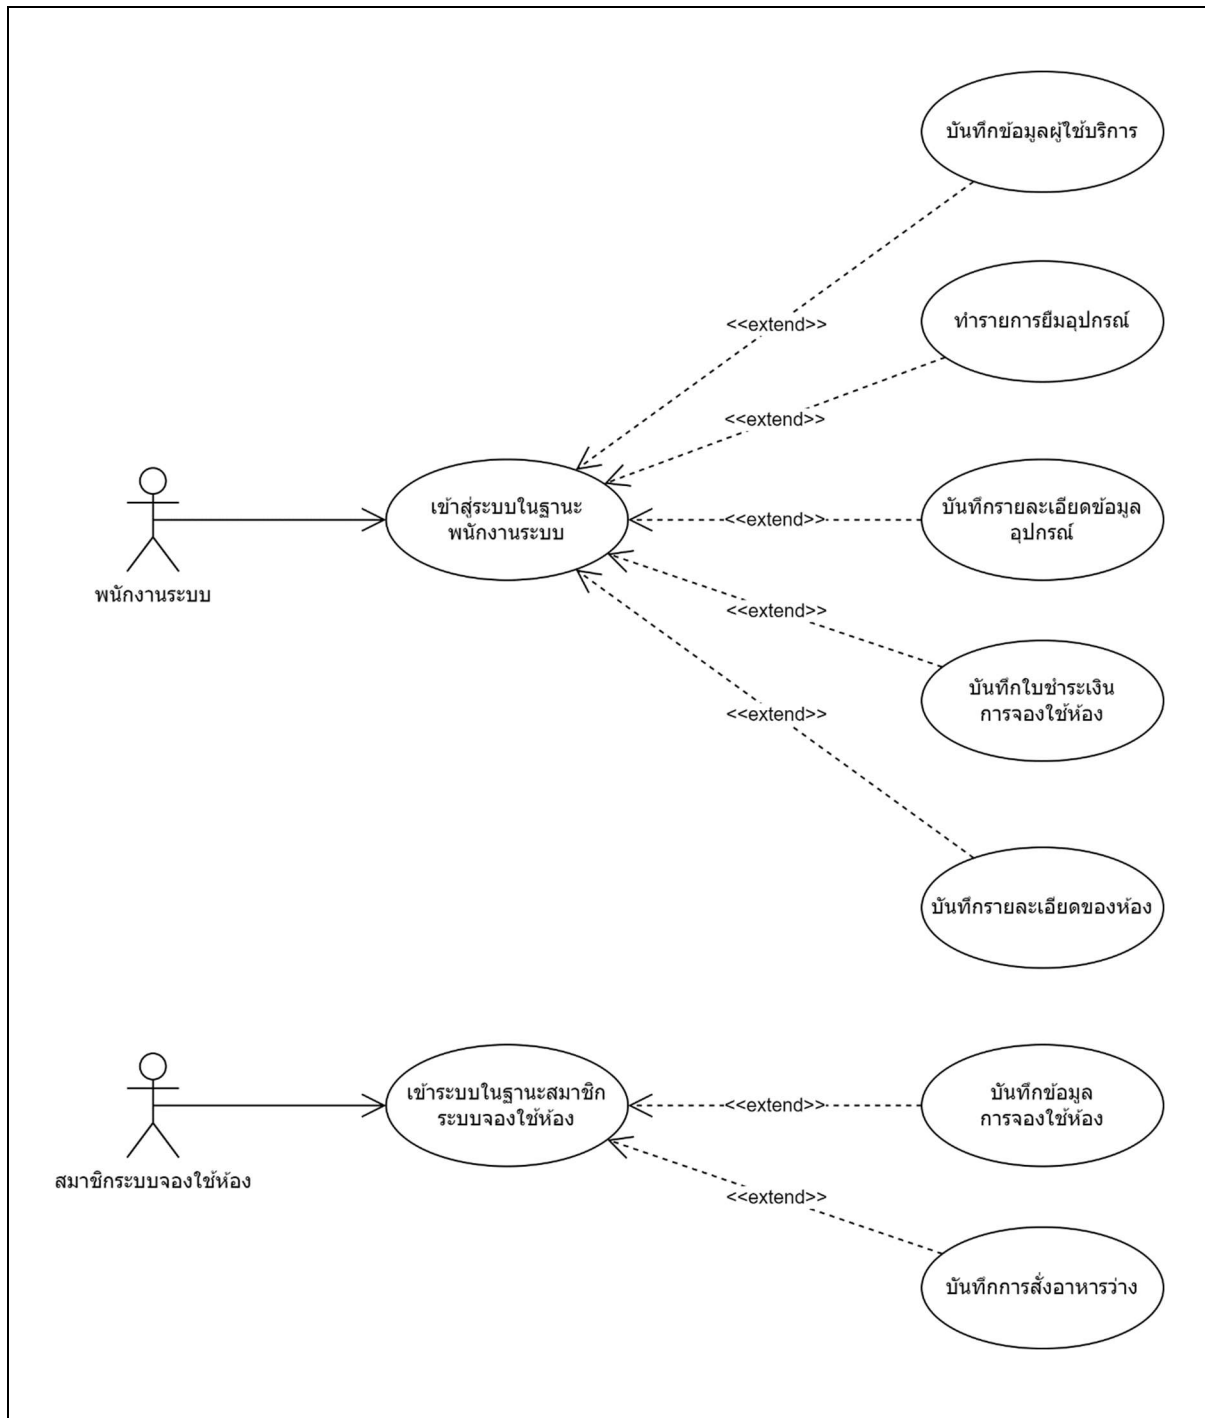 บันทึกข้อมูลผู้ใช้บริการ
<<extend>>
ทำรายการยืมอุปกรณ์
<<extend>>
พนักงานระบบ
เข้าสู่ระบบในฐานะ
พนักงานระบบ
<<extend>>
บันทึกรายละเอียดข้อมูล
อุปกรณ์
<<extend>>
บันทึกใบชำระเงิน
การจองใช้ห้อง
<<extend>>
บันทึกรายละเอียดของห้อง
สมาชิกระบบจองใช้ห้อง
เข้าระบบในฐานะสมาชิก
ระบบจองใช้ห้อง
<<extend>>
บันทึกข้อมูล
การจองใช้ห้อง
<<extend>>
บันทึกการสั่งอาหารว่าง